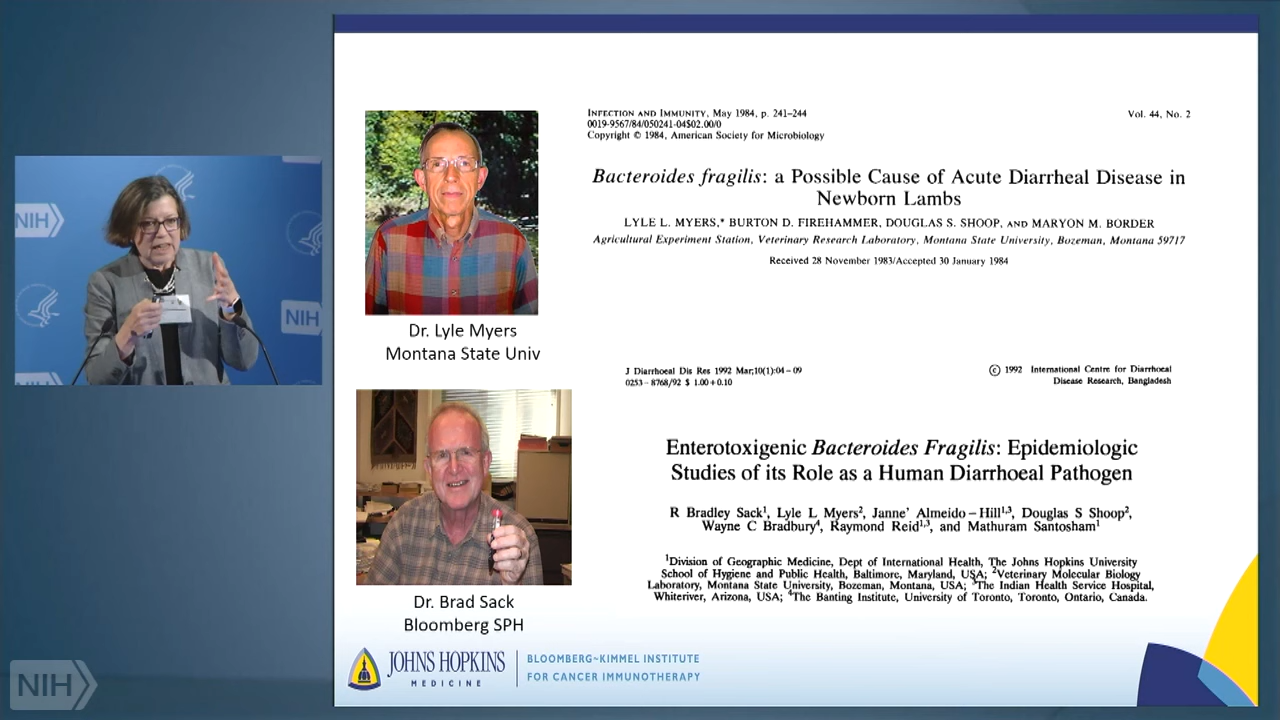 NIH
NIH
Dr. Lyle Myers
Montana State Univ
INFECTION AND IMMUNITY, May 1984, p. 241–244
0019-9567/84/050241-04$02.00/0
Copyright © 1984, American Society for Microbiology
Vol. 44, No. 2
Bacteroides fragilis: a Possible Cause of Acute Diarrheal Disease in
Newborn Lambs
LYLE L. MYERS,* BURTON D. FIREHAMMER, DOUGLAS S. SHOOP, AND MARYON M. BORDER
Agricultural Experiment Station, Veterinary Research Laboratory, Montana State University, Bozeman, Montana 59717
Received 28 November 1983/Accepted 30 January 1984
Dr. Brad Sack
Bloomberg SPH
J Diarrhoeal Dis Res 1992 Mar;10(1):04–09
0253–8768/92 $ 1.00+0.10
© 1992 International Centre for Diarrhoeal
Disease Research, Bangladesh
Enterotoxigenic Bacteroides Fragilis: Epidemiologic
Studies of its Role as a Human Diarrhoeal Pathogen
R Bradley Sack¹, Lyle L Myers², Janne' Almeido–Hill¹,³, Douglas S Shoop²,
Wayne C Bradbury⁴, Raymond Reid¹,³, and Mathuram Santosham¹
¹Division of Geographic Medicine, Dept of International Health, The Johns Hopkins University
School of Hygiene and Public Health, Baltimore, Maryland, USA; ²Veterinary Molecular Biology
Laboratory, Montana State University, Bozeman, Montana, USA; ³The Indian Health Service Hospital,
Whiteriver, Arizona, USA; ⁴The Banting Institute, University of Toronto, Toronto, Ontario, Canada.
JOHNS HOPKINS
MEDICINE
BLOOMBERG~KIMMEL INSTITUTE
FOR CANCER IMMUNOTHERAPY
NIH